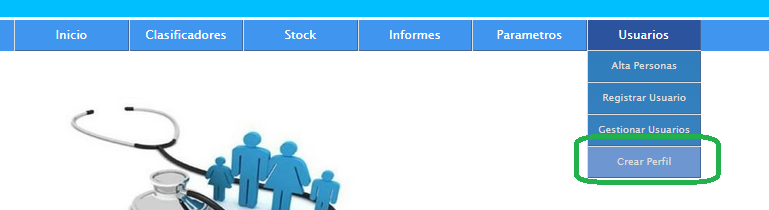 Inicio
Clasificadores
Stock
Informes
Parametros
Usuarios
Alta Personas
Registrar Usuario
Gestionar Usuarios
Crear Perfil